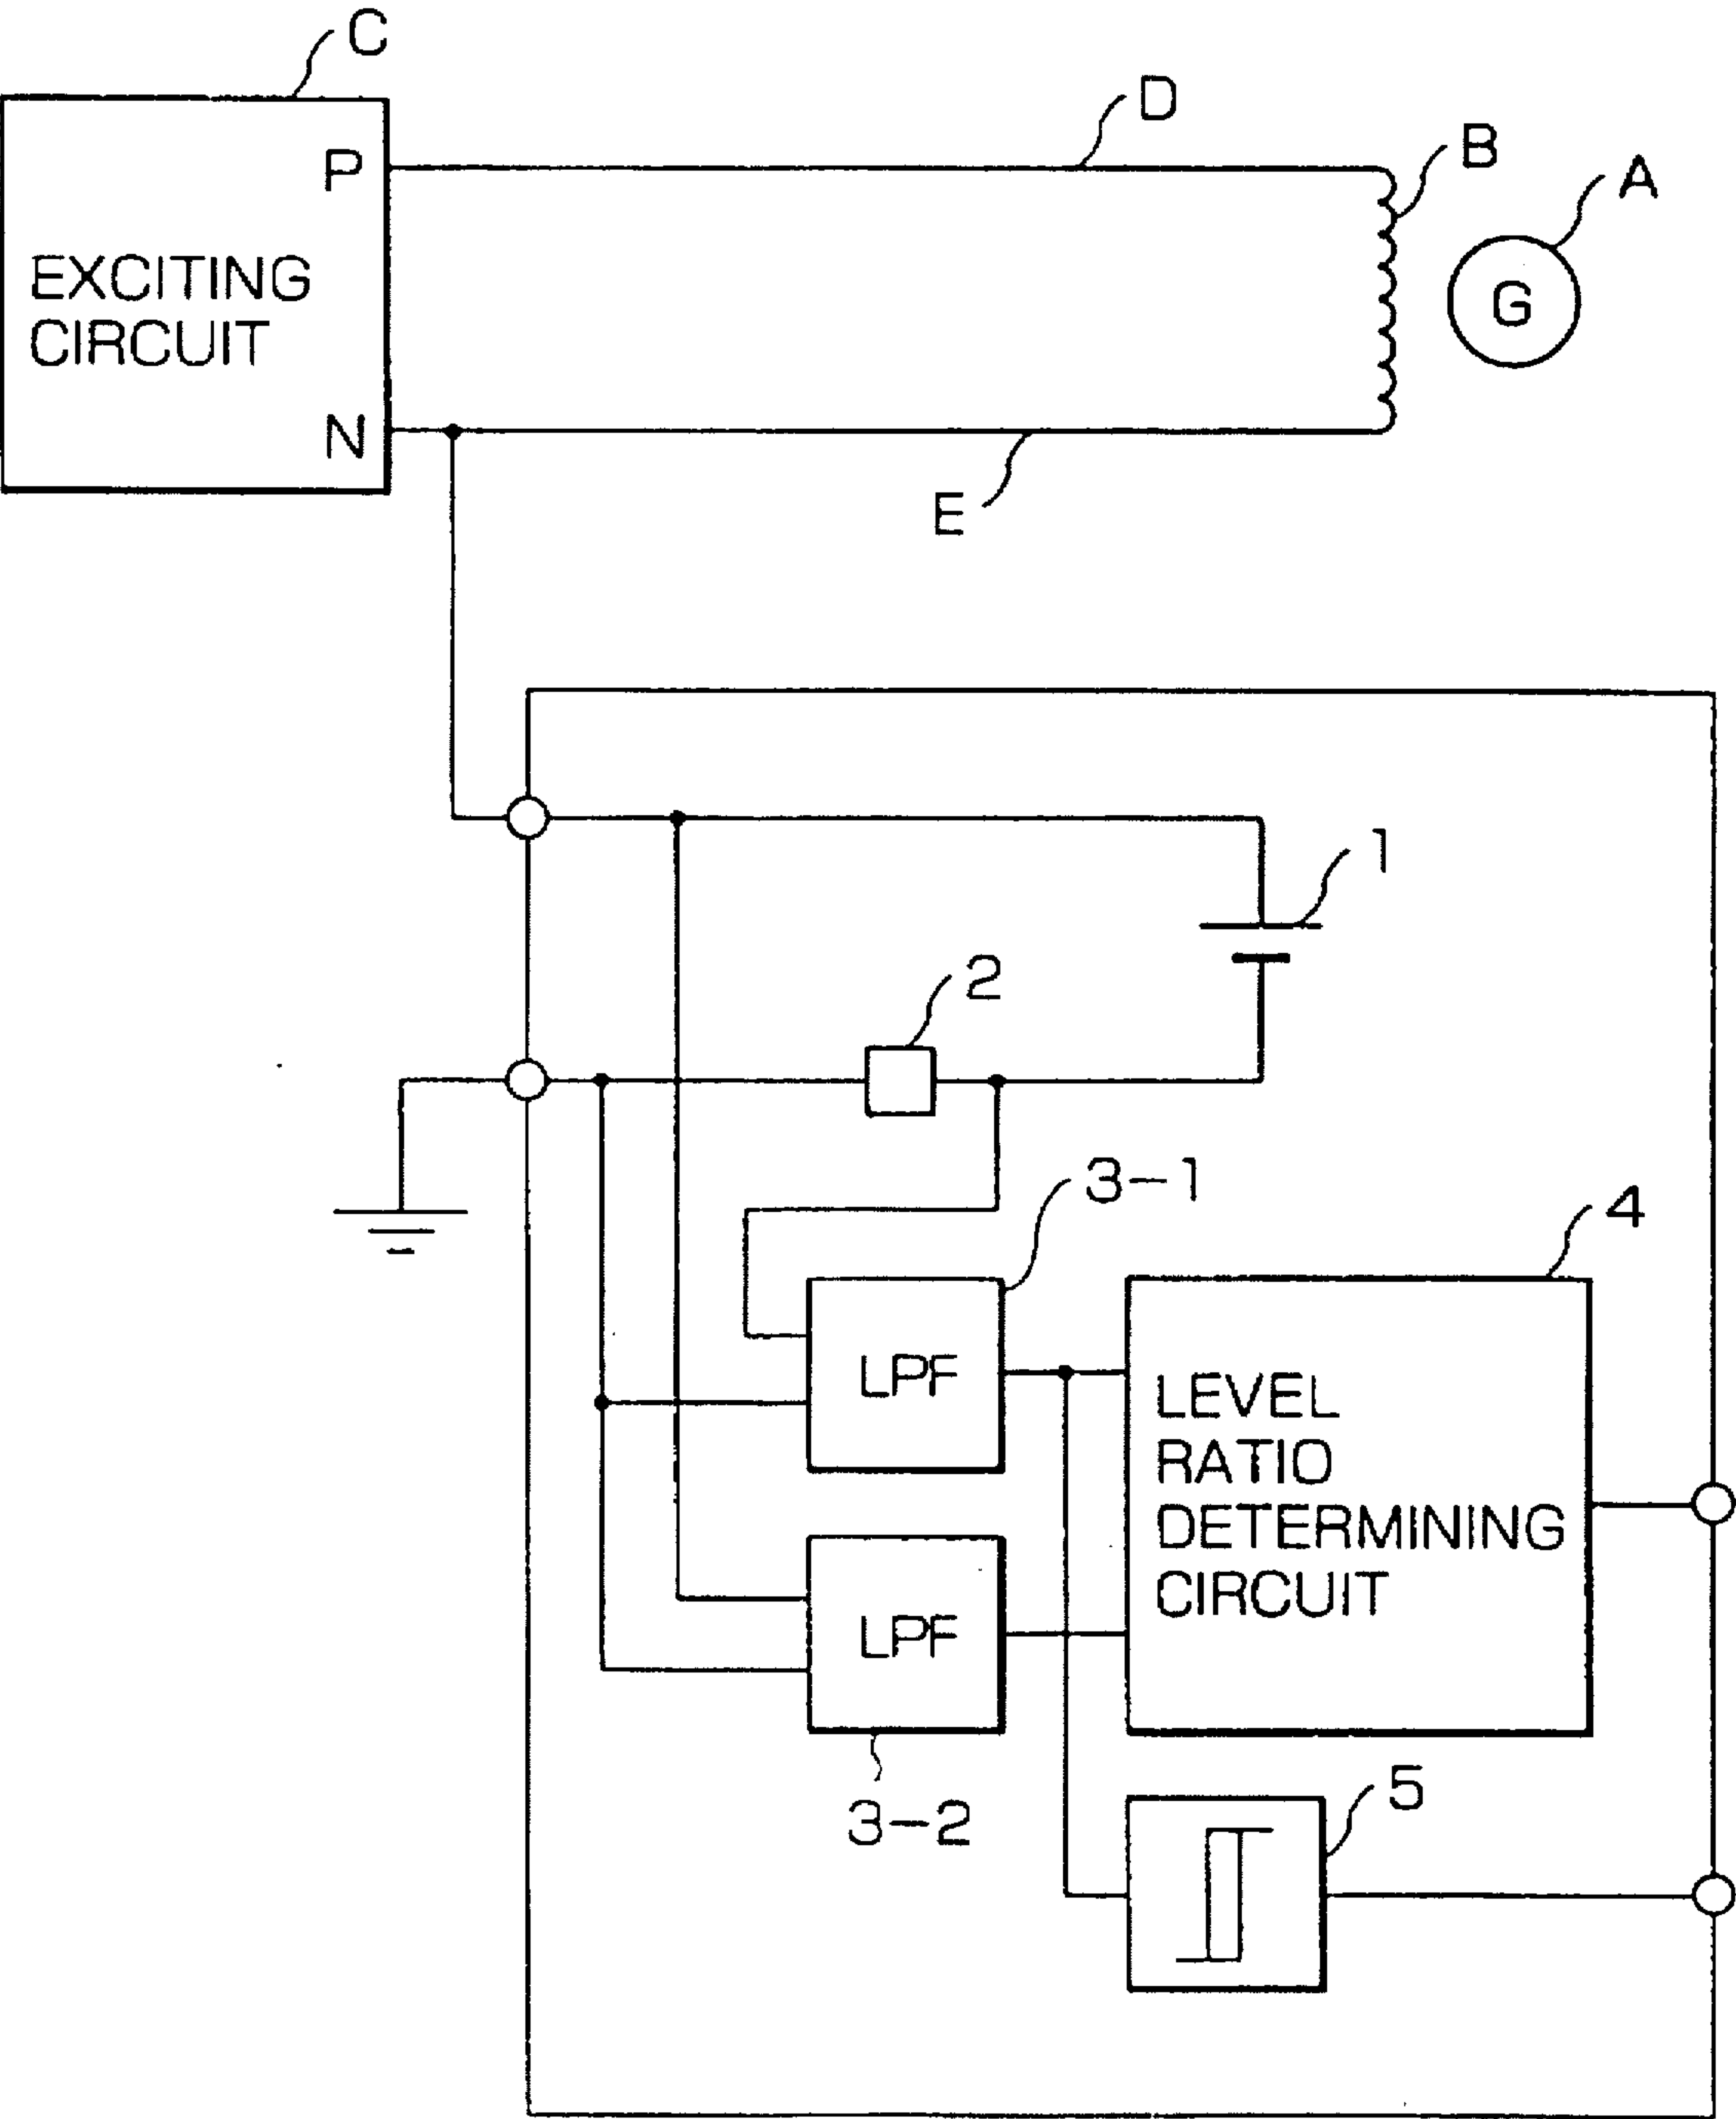 C
D
B
A
P
EXCITING
CIRCUIT
G
N
E
1
2
3-1
4
LPF
LEVEL
RATIO
DETERMINING
CIRCUIT
LPF
3-2
5